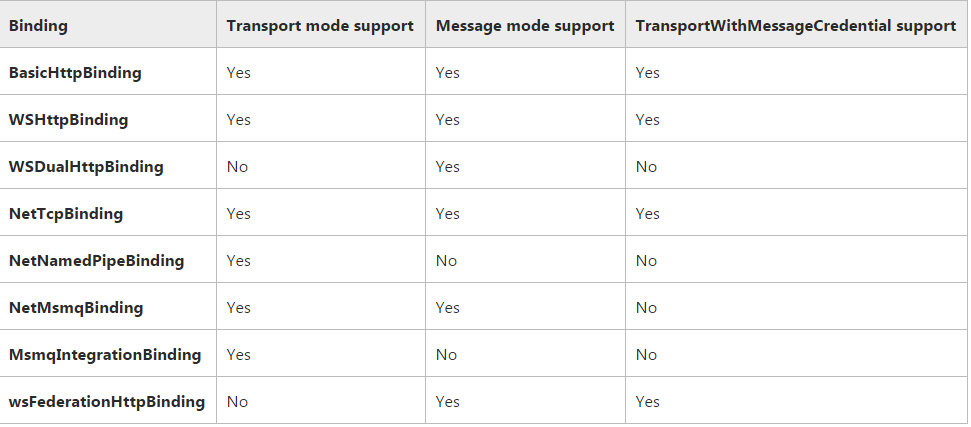 Binding Transport mode support Message mode support TransportWithMessageCredential support
BasicHttpBinding Yes Yes Yes
WSHttpBinding Yes Yes Yes
WSDualHttpBinding No Yes No
NetTcpBinding Yes Yes Yes
NetNamedPipeBinding Yes No No
NetMsmqBinding Yes Yes No
MsmqIntegrationBinding Yes No No
wsFederationHttpBinding No Yes Yes